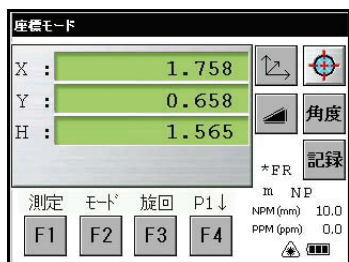 座標モード
X : 1.758
Y : 0.658
H : 1.565
角度
記録
*FR
m NP
NPM (mm) 10.0
PPM (ppm) 0.0
測定 モード 旋回 P1↓
F1 F2 F3 F4